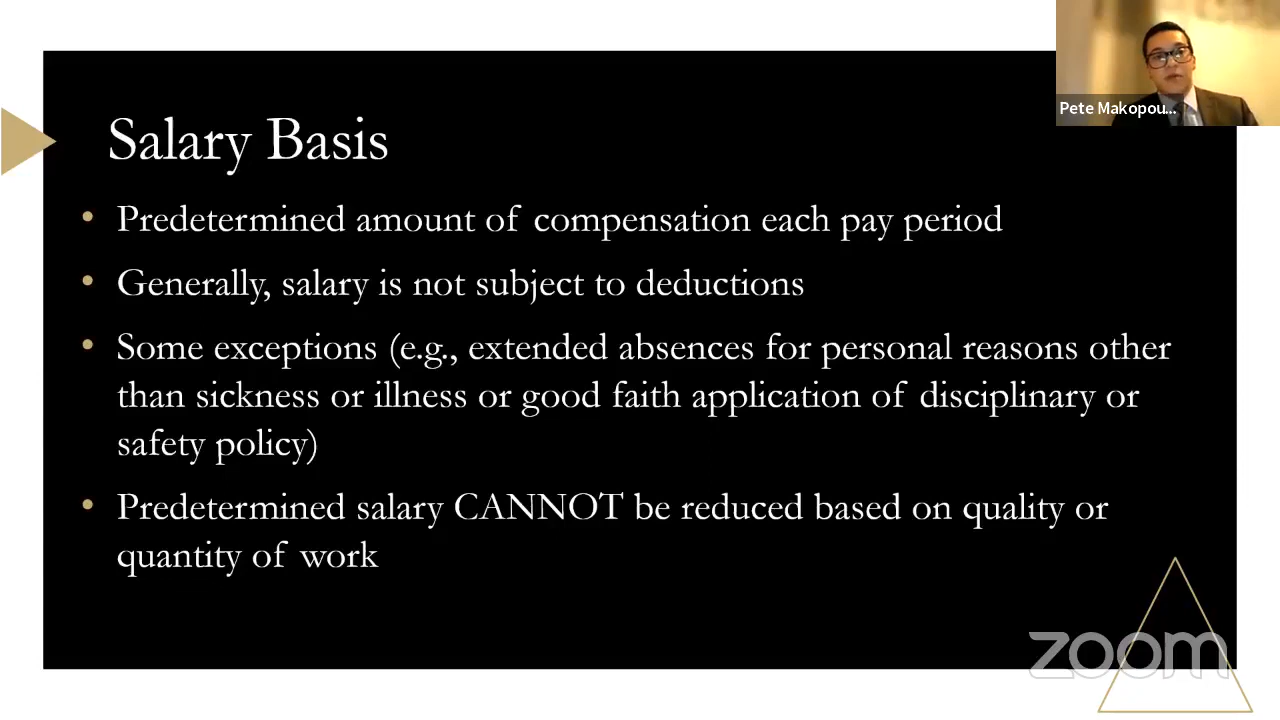 Pete Makopou...
Salary Basis
• Predetermined amount of compensation each pay period
• Generally, salary is not subject to deductions
• Some exceptions (e.g., extended absences for personal reasons other
than sickness or illness or good faith application of disciplinary or
safety policy)
• Predetermined salary CANNOT be reduced based on quality or
quantity of work
zoom